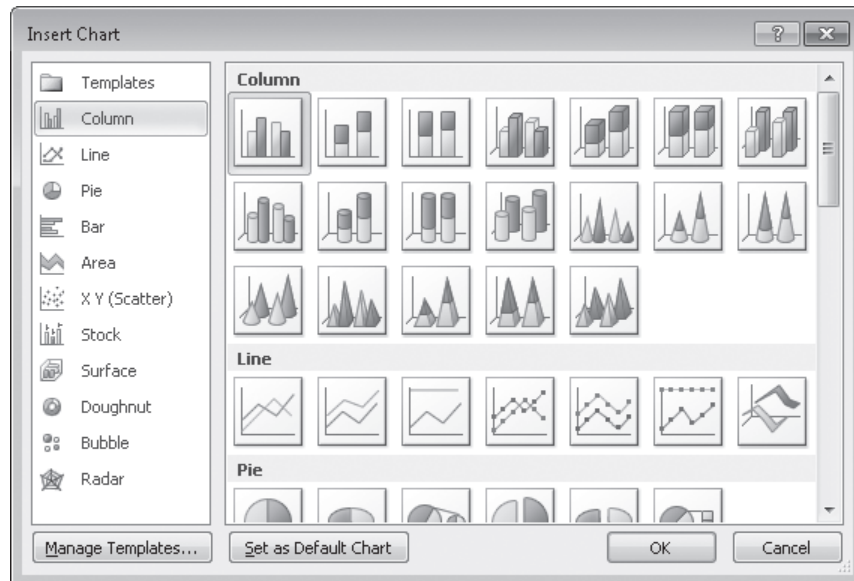 Insert Chart
Templates
Column
Line
Pie
Bar
Area
X Y (Scatter)
Stock
Surface
Doughnut
Bubble
Radar
Column
Line
Pie
Manage Templates...
Set as Default Chart
OK
Cancel